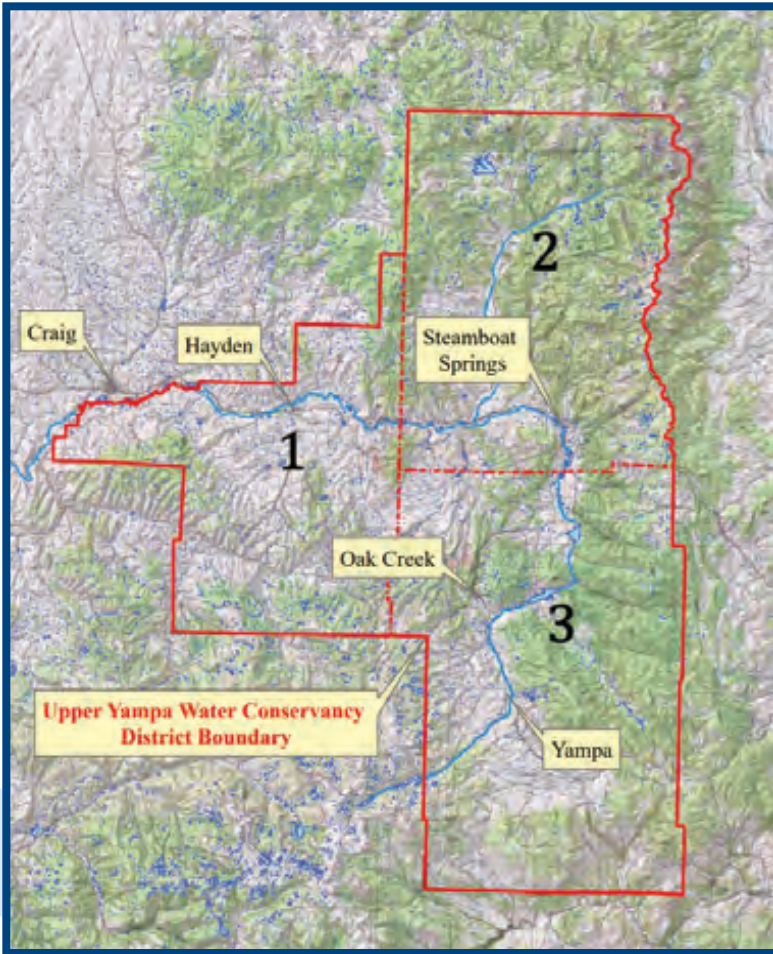 2
Steamboat
Springs
Craig
Hayden
1
Oak Creek
3
Upper Yampa Water Conservancy
District Boundary
Yampa